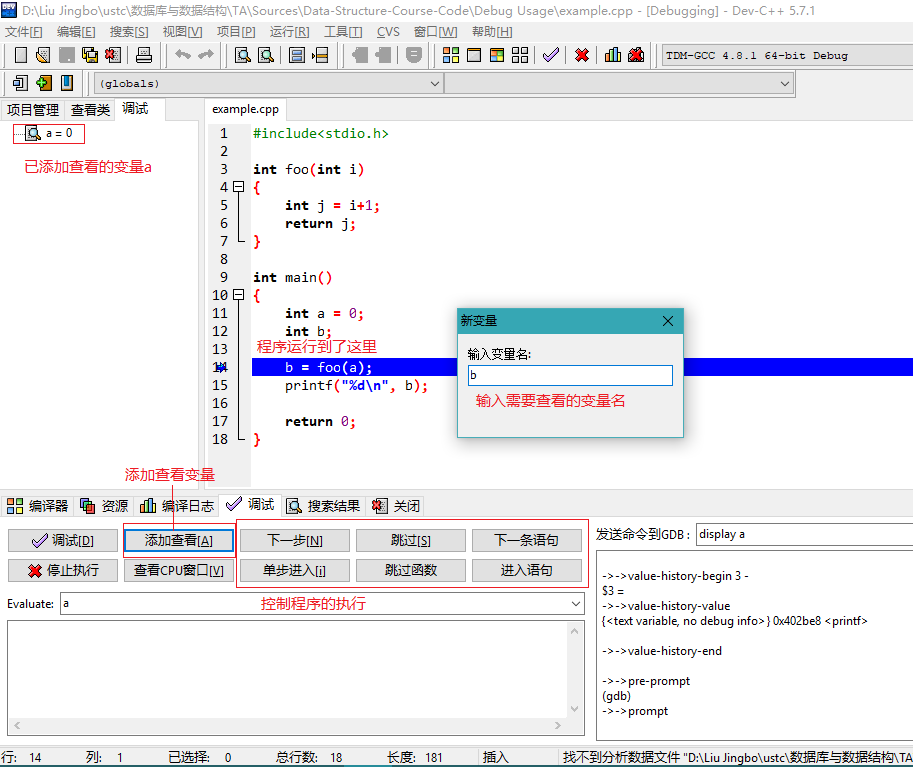 D:\Liu Jingbo\ustc\数据库与数据结构\TA\Sources\Data-Structure-Course-Code\Debug Usage\example.cpp - [Debugging] - Dev-C++ 5.7.1
文件[F] 编辑[E] 搜索[S] 视图[V] 项目[P] 运行[R] 工具[T] CVS 窗口[W] 帮助[H]
TDM-GCC 4.8.1 64-bit Debug
(globals)
项目管理 查看类 调试 example.cpp
a = 0
已添加查看的变量a
1 #include<stdio.h>
2
3 int foo(int i)
4 {
5 int j = i+1;
6 return j;
7 }
8
9 int main()
10 {
11 int a = 0;
12 int b;
13 程序运行到了这里
14 b = foo(a);
15 printf("%d\n", b);
16
17 return 0;
18 }
新变量
输入变量名:
b
输入需要查看的变量名
添加查看变量
编译器 资源 编译日志 调试 搜索结果 关闭
调试[D] 添加查看[A] 下一步[N] 跳过[S] 下一条语句
停止执行 查看CPU窗口[V] 单步进入[i] 跳过函数 进入语句
Evaluate: a
控制程序的执行
发送命令到GDB: display a
->->value-history-begin 3 -
$3 =
->->value-history-value
{<text variable, no debug info>} 0x402be8 <printf>
->->value-history-end
->->pre-prompt
(gdb)
->->prompt
行: 14 列: 1 已选择: 0 总行数: 18 长度: 181 插入 找不到分析数据文件 "D:\Liu Jingbo\ustc\数据库与数据结构\TA